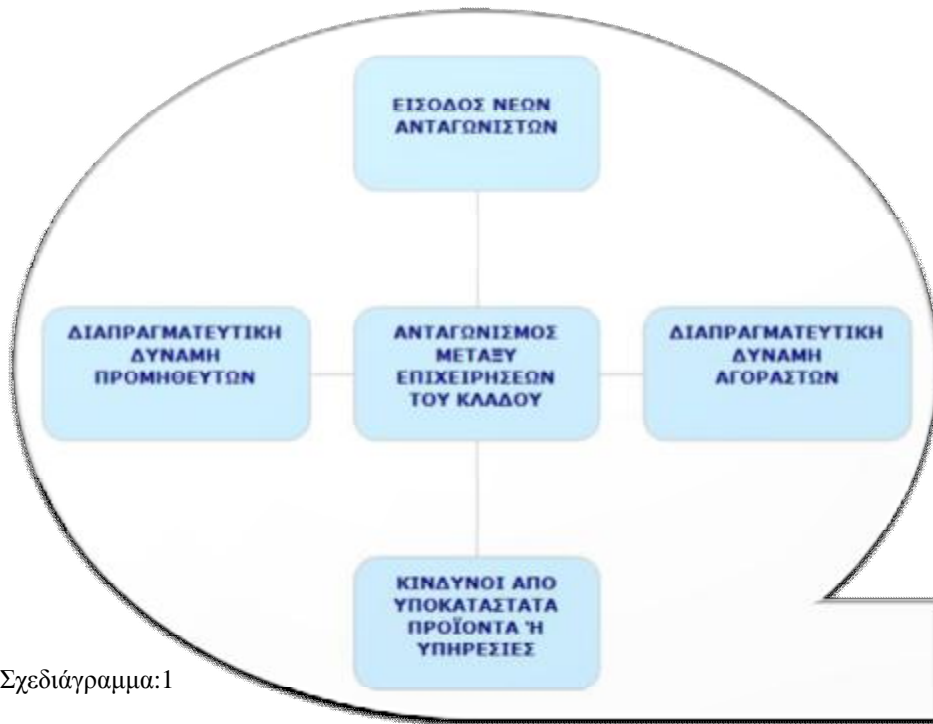 ΕΙΣΟΔΟΣ ΝΕΩΝ
ΑΝΤΑΓΩΝΙΣΤΩΝ
ΔΙΑΠΡΑΓΜΑΤΕΥΤΙΚΗ
ΔΥΝΑΜΗ
ΠΡΟΜΗΘΕΥΤΩΝ
ΑΝΤΑΓΩΝΙΣΜΟΣ
ΜΕΤΑΞΥ
ΕΠΙΧΕΙΡΗΣΕΩΝ
ΤΟΥ ΚΛΑΔΟΥ
ΔΙΑΠΡΑΓΜΑΤΕΥΤΙΚΗ
ΔΥΝΑΜΗ
ΑΓΟΡΑΣΤΩΝ
ΚΙΝΔΥΝΟΙ ΑΠΟ
ΥΠΟΚΑΤΑΣΤΑΤΑ
ΠΡΟΪΟΝΤΑ Ή
ΥΠΗΡΕΣΙΕΣ
Σχεδιάγραμμα:1